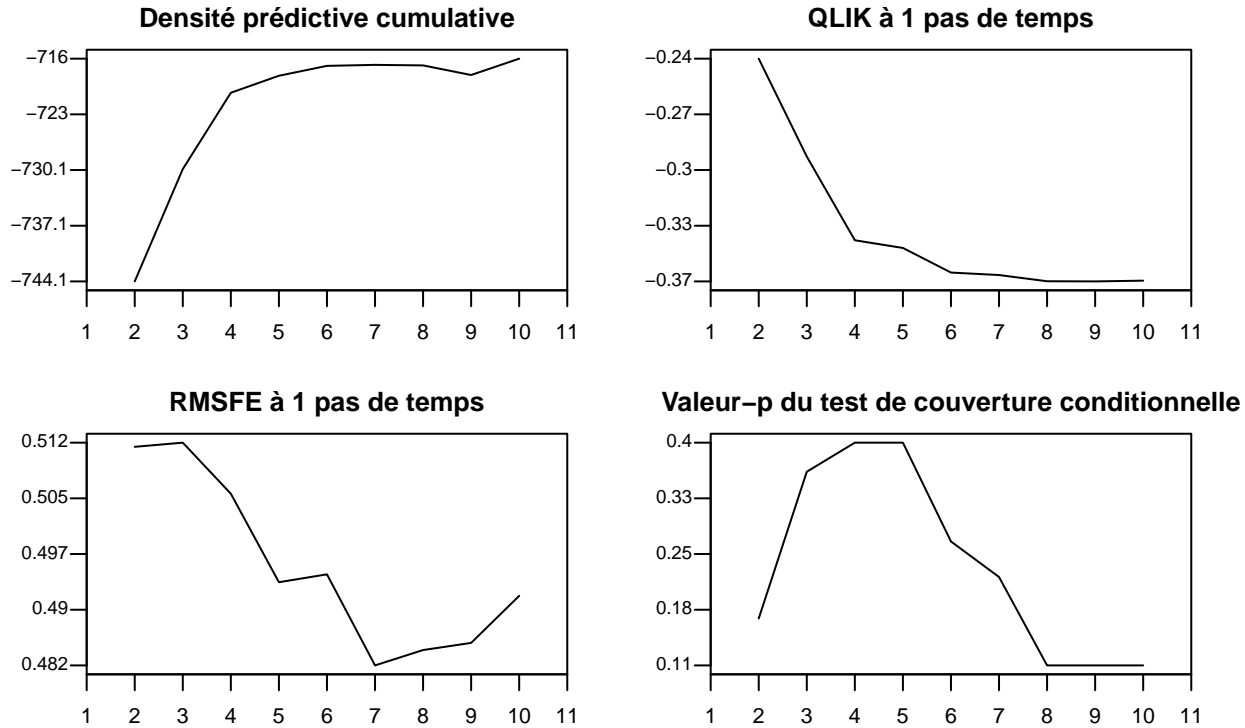 Densité prédictive cumulative
−716
−723
−730.1
−737.1
−744.1
1 2 3 4 5 6 7 8 9 10 11
QLIK à 1 pas de temps
−0.24
−0.27
−0.3
−0.33
−0.37
1 2 3 4 5 6 7 8 9 10 11
RMSFE à 1 pas de temps
0.512
0.505
0.497
0.49
0.482
1 2 3 4 5 6 7 8 9 10 11
Valeur−p du test de couverture conditionnelle
0.4
0.33
0.25
0.18
0.11
1 2 3 4 5 6 7 8 9 10 11